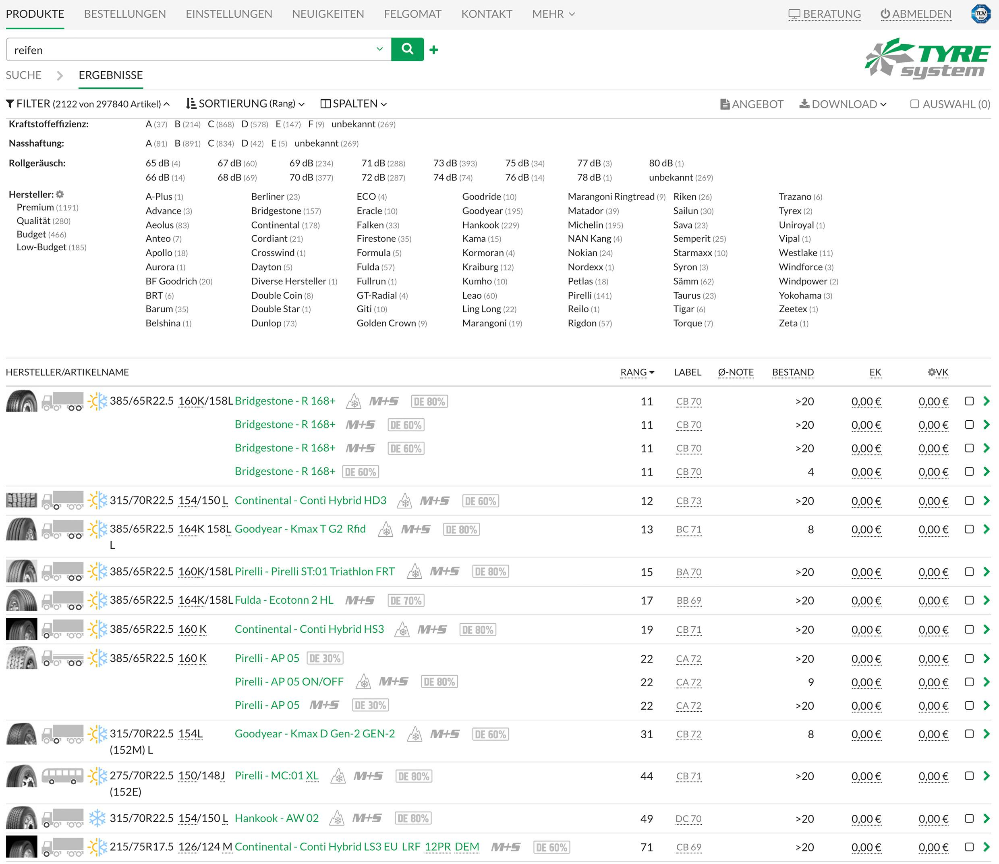 PRODUKTE BESTELLUNGEN EINSTELLUNGEN NEUIGKEITEN FELGOMAT KONTAKT MEHR BERATUNG ABMELDEN
TÜV
SÜD
reifen
TYRE
system
SUCHE ERGEBNISSE
FILTER (2122 von 297840 Artikel) SORTIERUNG (Rang) SPALTEN ANGEBOT DOWNLOAD AUSWAHL (0)
Kraftstoffeffizienz: A (37) B (214) C (868) D (578) E (147) F (9) unbekannt (269)
Nasshaftung: A (81) B (891) C (834) D (42) E (5) unbekannt (269)
Rollgeräusch: 65 dB (4) 67 dB (60) 69 dB (234) 71 dB (288) 73 dB (393) 75 dB (34) 77 dB (3) 80 dB (1)
66 dB (14) 68 dB (69) 70 dB (377) 72 dB (287) 74 dB (74) 76 dB (14) 78 dB (1) unbekannt (269)
Hersteller:
Premium (1191)
Qualität (280)
Budget (466)
Low-Budget (185)
A-Plus (1) Berliner (23) ECO (4) Goodride (10) Marangoni Ringtread (9) Riken (26) Trazano (6)
Advance (3) Bridgestone (157) Eracle (10) Goodyear (195) Matador (39) Sailun (30) Tyrex (2)
Aeolus (83) Continental (178) Falken (33) Hankook (229) Michelin (195) Sava (23) Uniroyal (1)
Anteo (7) Cordiant (21) Firestone (35) Kama (15) NAN Kang (4) Semperit (25) Vipal (1)
Apollo (18) Crosswind (1) Formula (5) Kormoran (4) Nokian (24) Starmaxx (10) Westlake (11)
Aurora (1) Dayton (5) Fulda (57) Kraiburg (12) Nordexx (1) Syron (3) Windforce (3)
BF Goodrich (20) Diverse Hersteller (1) Fullrun (1) Kumho (10) Petlas (18) Sämm (62) Windpower (2)
BRT (6) Double Coin (8) GT-Radial (4) Leao (60) Pirelli (141) Taurus (23) Yokohama (3)
Barum (35) Double Star (1) Giti (10) Ling Long (22) Reilo (1) Tigar (6) Zeetex (1)
Belshina (1) Dunlop (73) Golden Crown (9) Marangoni (19) Rigdon (57) Torque (7) Zeta (1)
HERSTELLER/ARTIKELNAME RANG LABEL Ø-NOTE BESTAND EK VK
385/65R22.5 160K/158L Bridgestone - R 168+ M+S DE 80% 11 CB 70 >20 0,00 € 0,00 €
Bridgestone - R 168+ M+S DE 60% 11 CB 70 >20 0,00 € 0,00 €
Bridgestone - R 168+ M+S DE 60% 11 CB 70 >20 0,00 € 0,00 €
Bridgestone - R 168+ DE 60% 11 CB 70 4 0,00 € 0,00 €
315/70R22.5 154/150 L Continental - Conti Hybrid HD3 M+S DE 60% 12 CB 73 >20 0,00 € 0,00 €
385/65R22.5 164K 158L Goodyear - Kmax T G2 Rfid M+S DE 80% 13 BC 71 8 0,00 € 0,00 €
L
385/65R22.5 160K/158L Pirelli - Pirelli ST:01 Triathlon FRT M+S DE 80% 15 BA 70 >20 0,00 € 0,00 €
385/65R22.5 164K/158L Fulda - Ecotonn 2 HL M+S DE 70% 17 BB 69 >20 0,00 € 0,00 €
385/65R22.5 160 K Continental - Conti Hybrid HS3 M+S DE 80% 19 CB 71 >20 0,00 € 0,00 €
385/65R22.5 160 K Pirelli - AP 05 DE 30% 22 CA 72 >20 0,00 € 0,00 €
Pirelli - AP 05 ON/OFF M+S DE 80% 22 CA 72 9 0,00 € 0,00 €
Pirelli - AP 05 M+S DE 30% 22 CA 72 >20 0,00 € 0,00 €
315/70R22.5 154L Goodyear - Kmax D Gen-2 GEN-2 M+S DE 60% 31 CB 72 8 0,00 € 0,00 €
(152M) L
275/70R22.5 150/148J Pirelli - MC:01 XL M+S DE 80% 44 CB 71 >20 0,00 € 0,00 €
(152E)
315/70R22.5 154/150 L Hankook - AW 02 M+S DE 80% 49 DC 70 >20 0,00 € 0,00 €
215/75R17.5 126/124 M Continental - Conti Hybrid LS3 EU LRF 12PR DEM M+S DE 60% 71 CB 69 >20 0,00 € 0,00 €